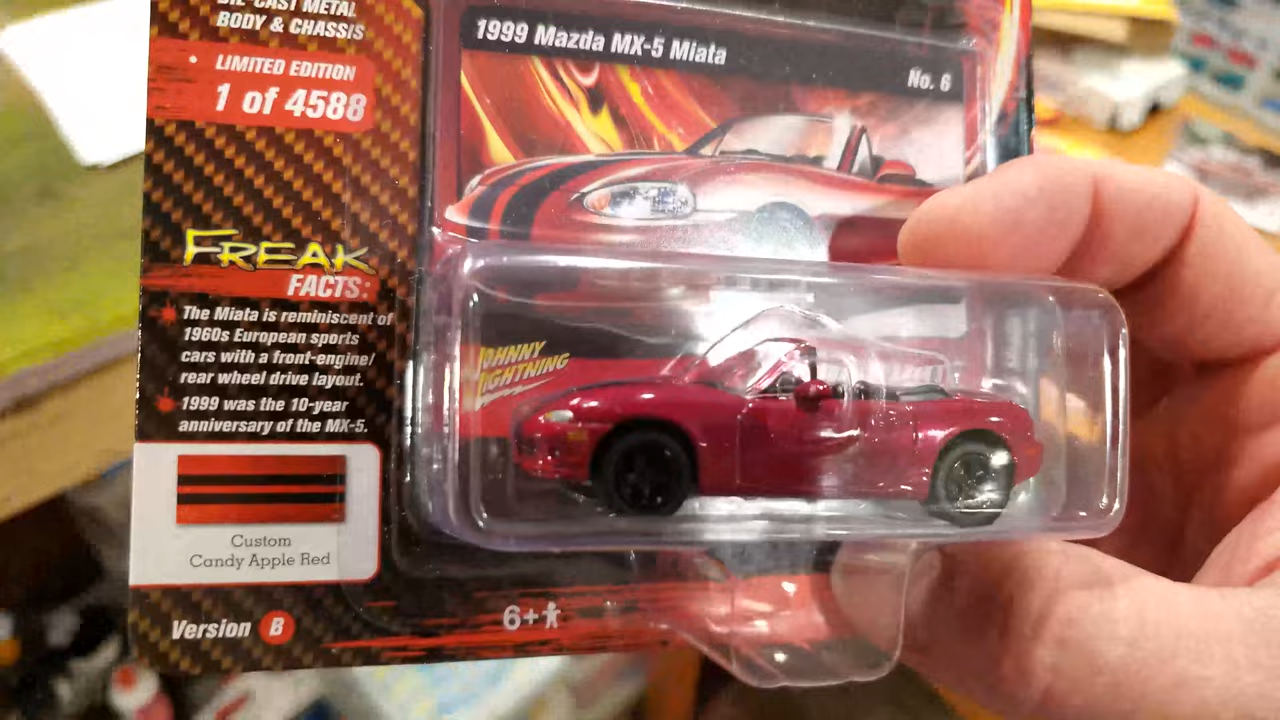 DIE-CAST METAL
BODY & CHASSIS
LIMITED EDITION
1 of 4588
1999 Mazda MX-5 Miata
No. 6
FREAK
FACTS:
The Miata is reminiscent of
1960s European sports
cars with a front-engine/
rear wheel drive layout.
1999 was the 10-year
anniversary of the MX-5.
JOHNNY
LIGHTNING
Custom
Candy Apple Red
Version B
6+